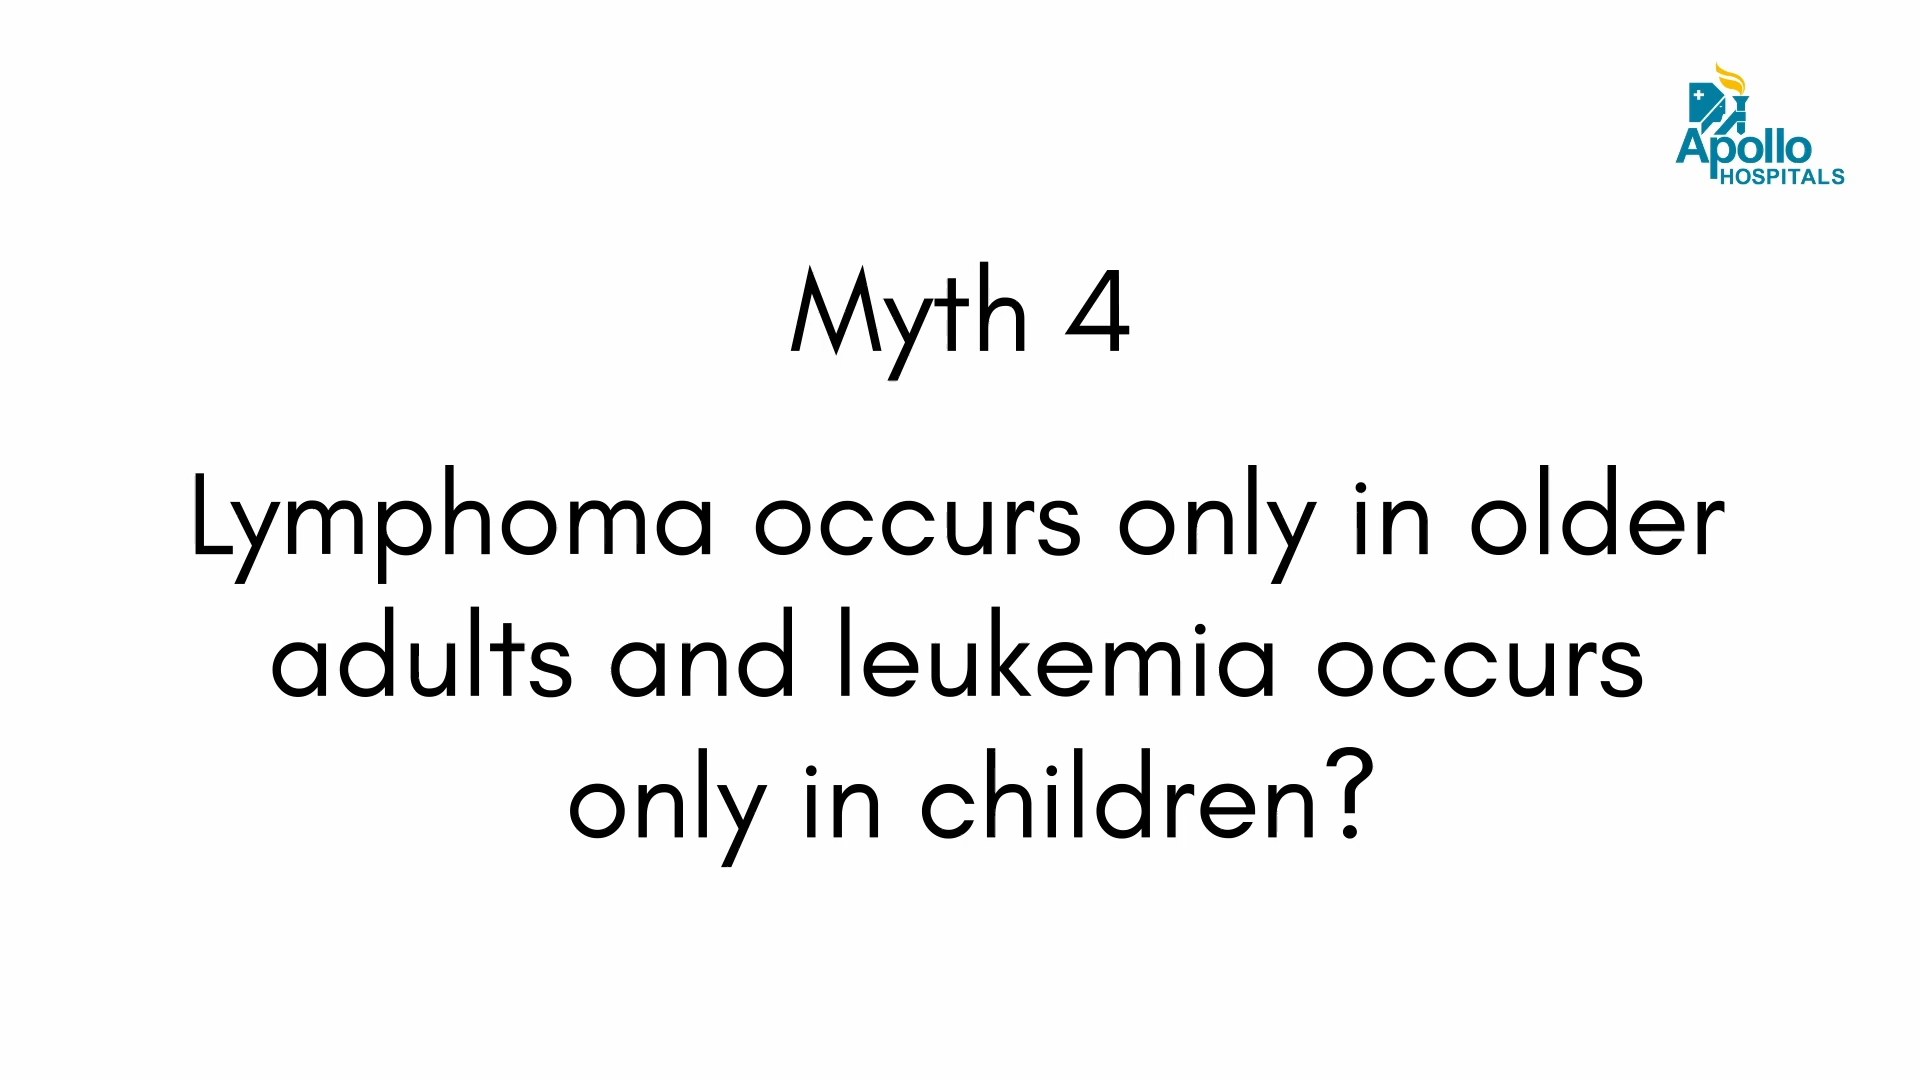 Apollo
HOSPITALS
Myth 4
Lymphoma occurs only in older
adults and leukemia occurs
only in children?